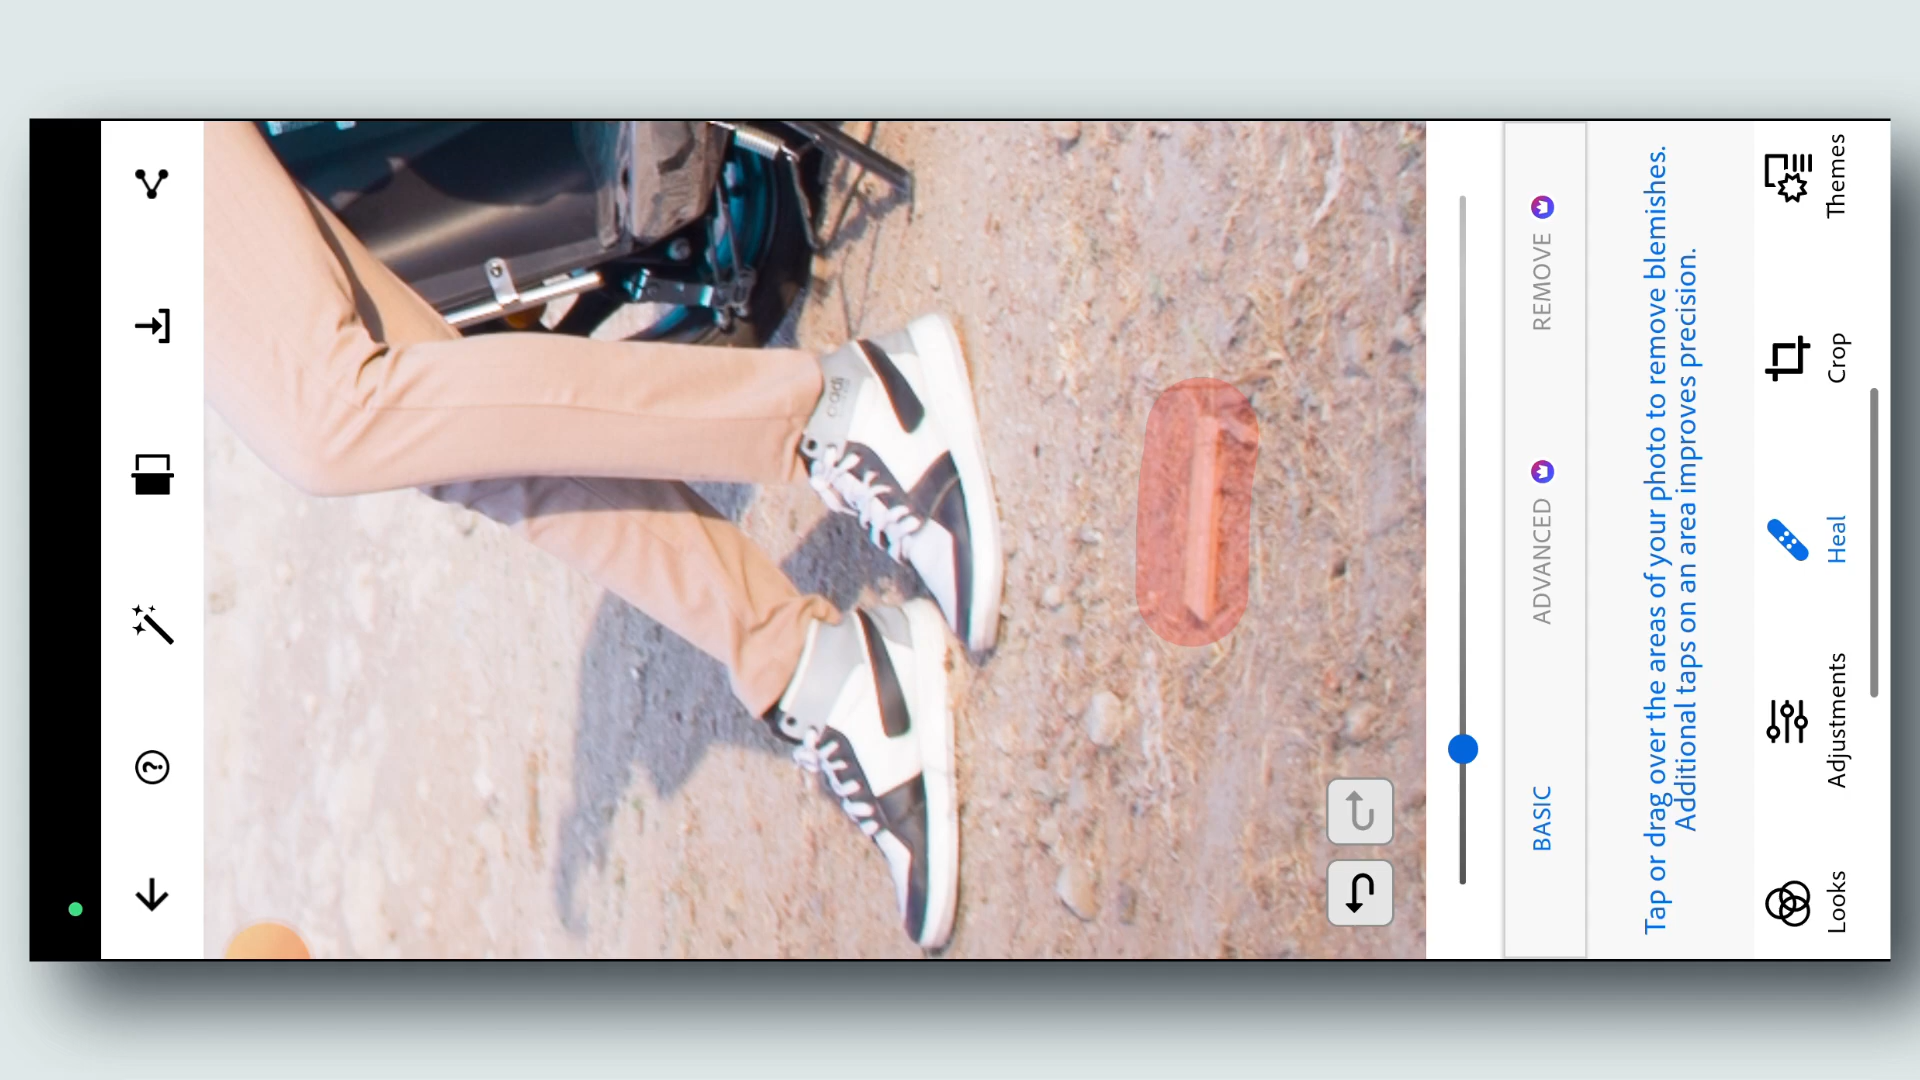 adidas
BASIC
ADVANCED
REMOVE
Tap or drag over the areas of your photo to remove blemishes.
Additional taps on an area improves precision.
Looks
Adjustments
Heal
Crop
Themes